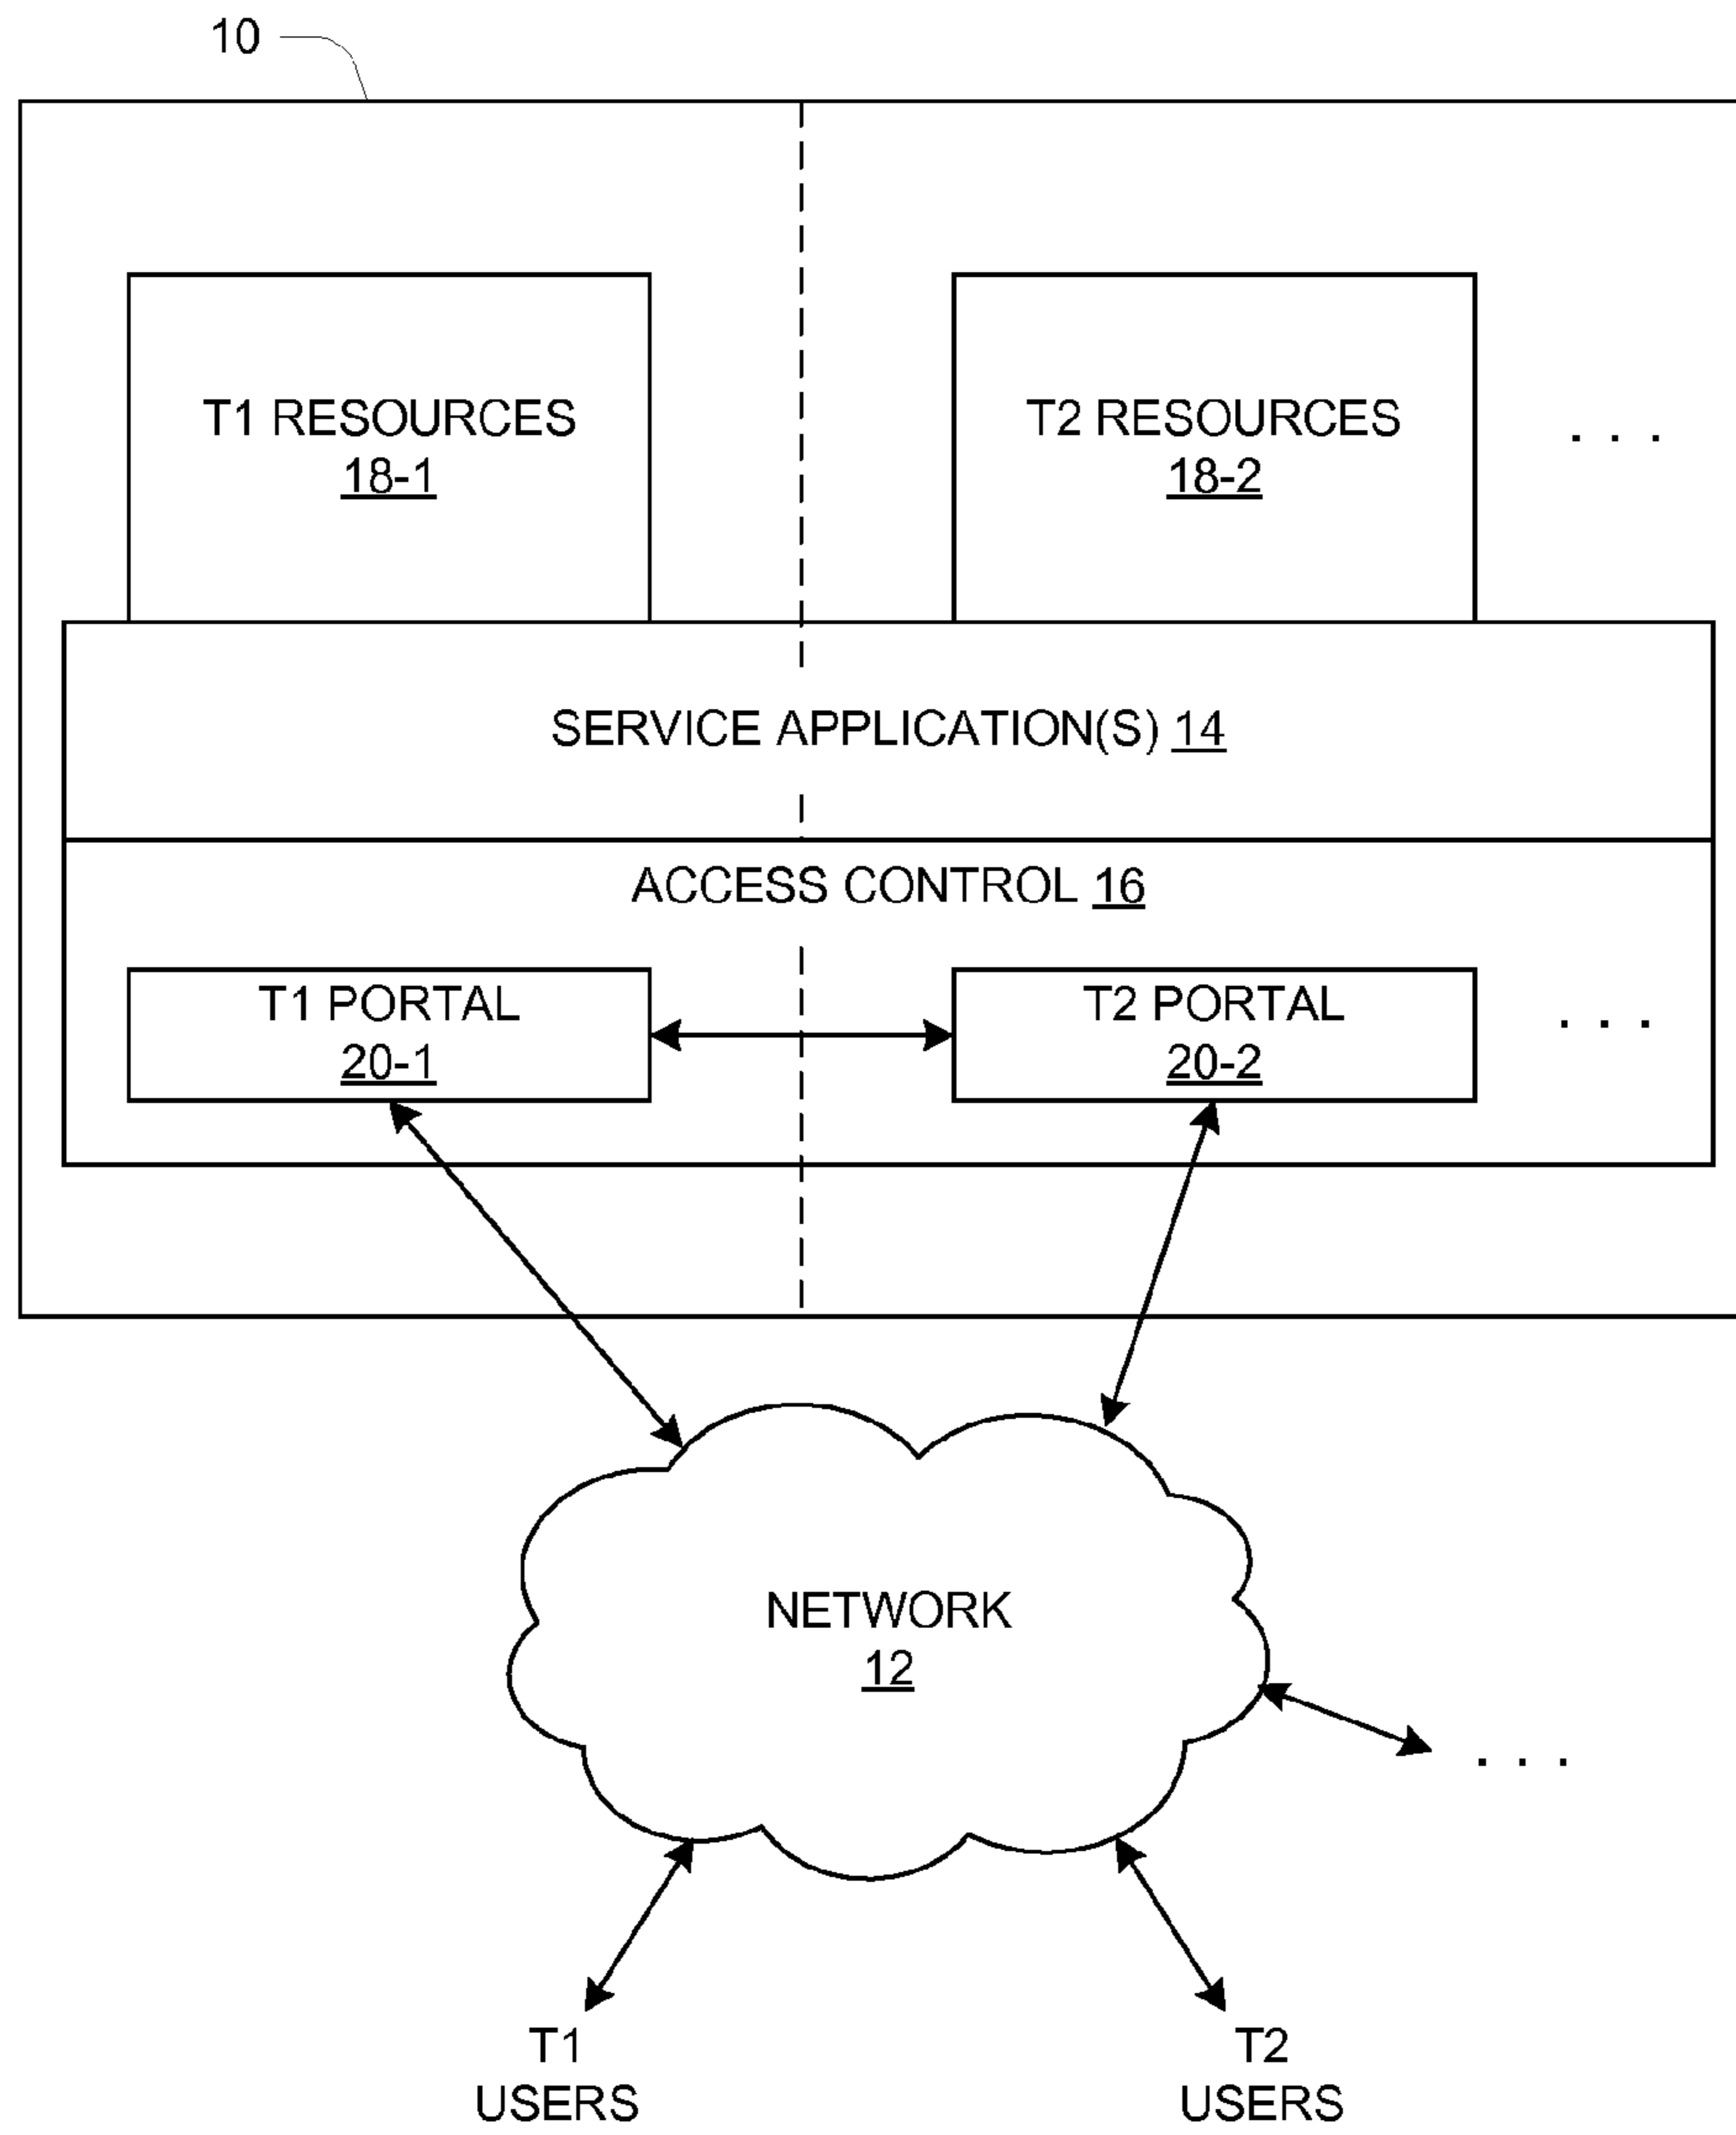 10
T1 RESOURCES
18-1
T2 RESOURCES
18-2
. . .
SERVICE APPLICATION(S) 14
ACCESS CONTROL 16
T1 PORTAL
20-1
T2 PORTAL
20-2
. . .
NETWORK
12
. . .
T1
USERS
T2
USERS